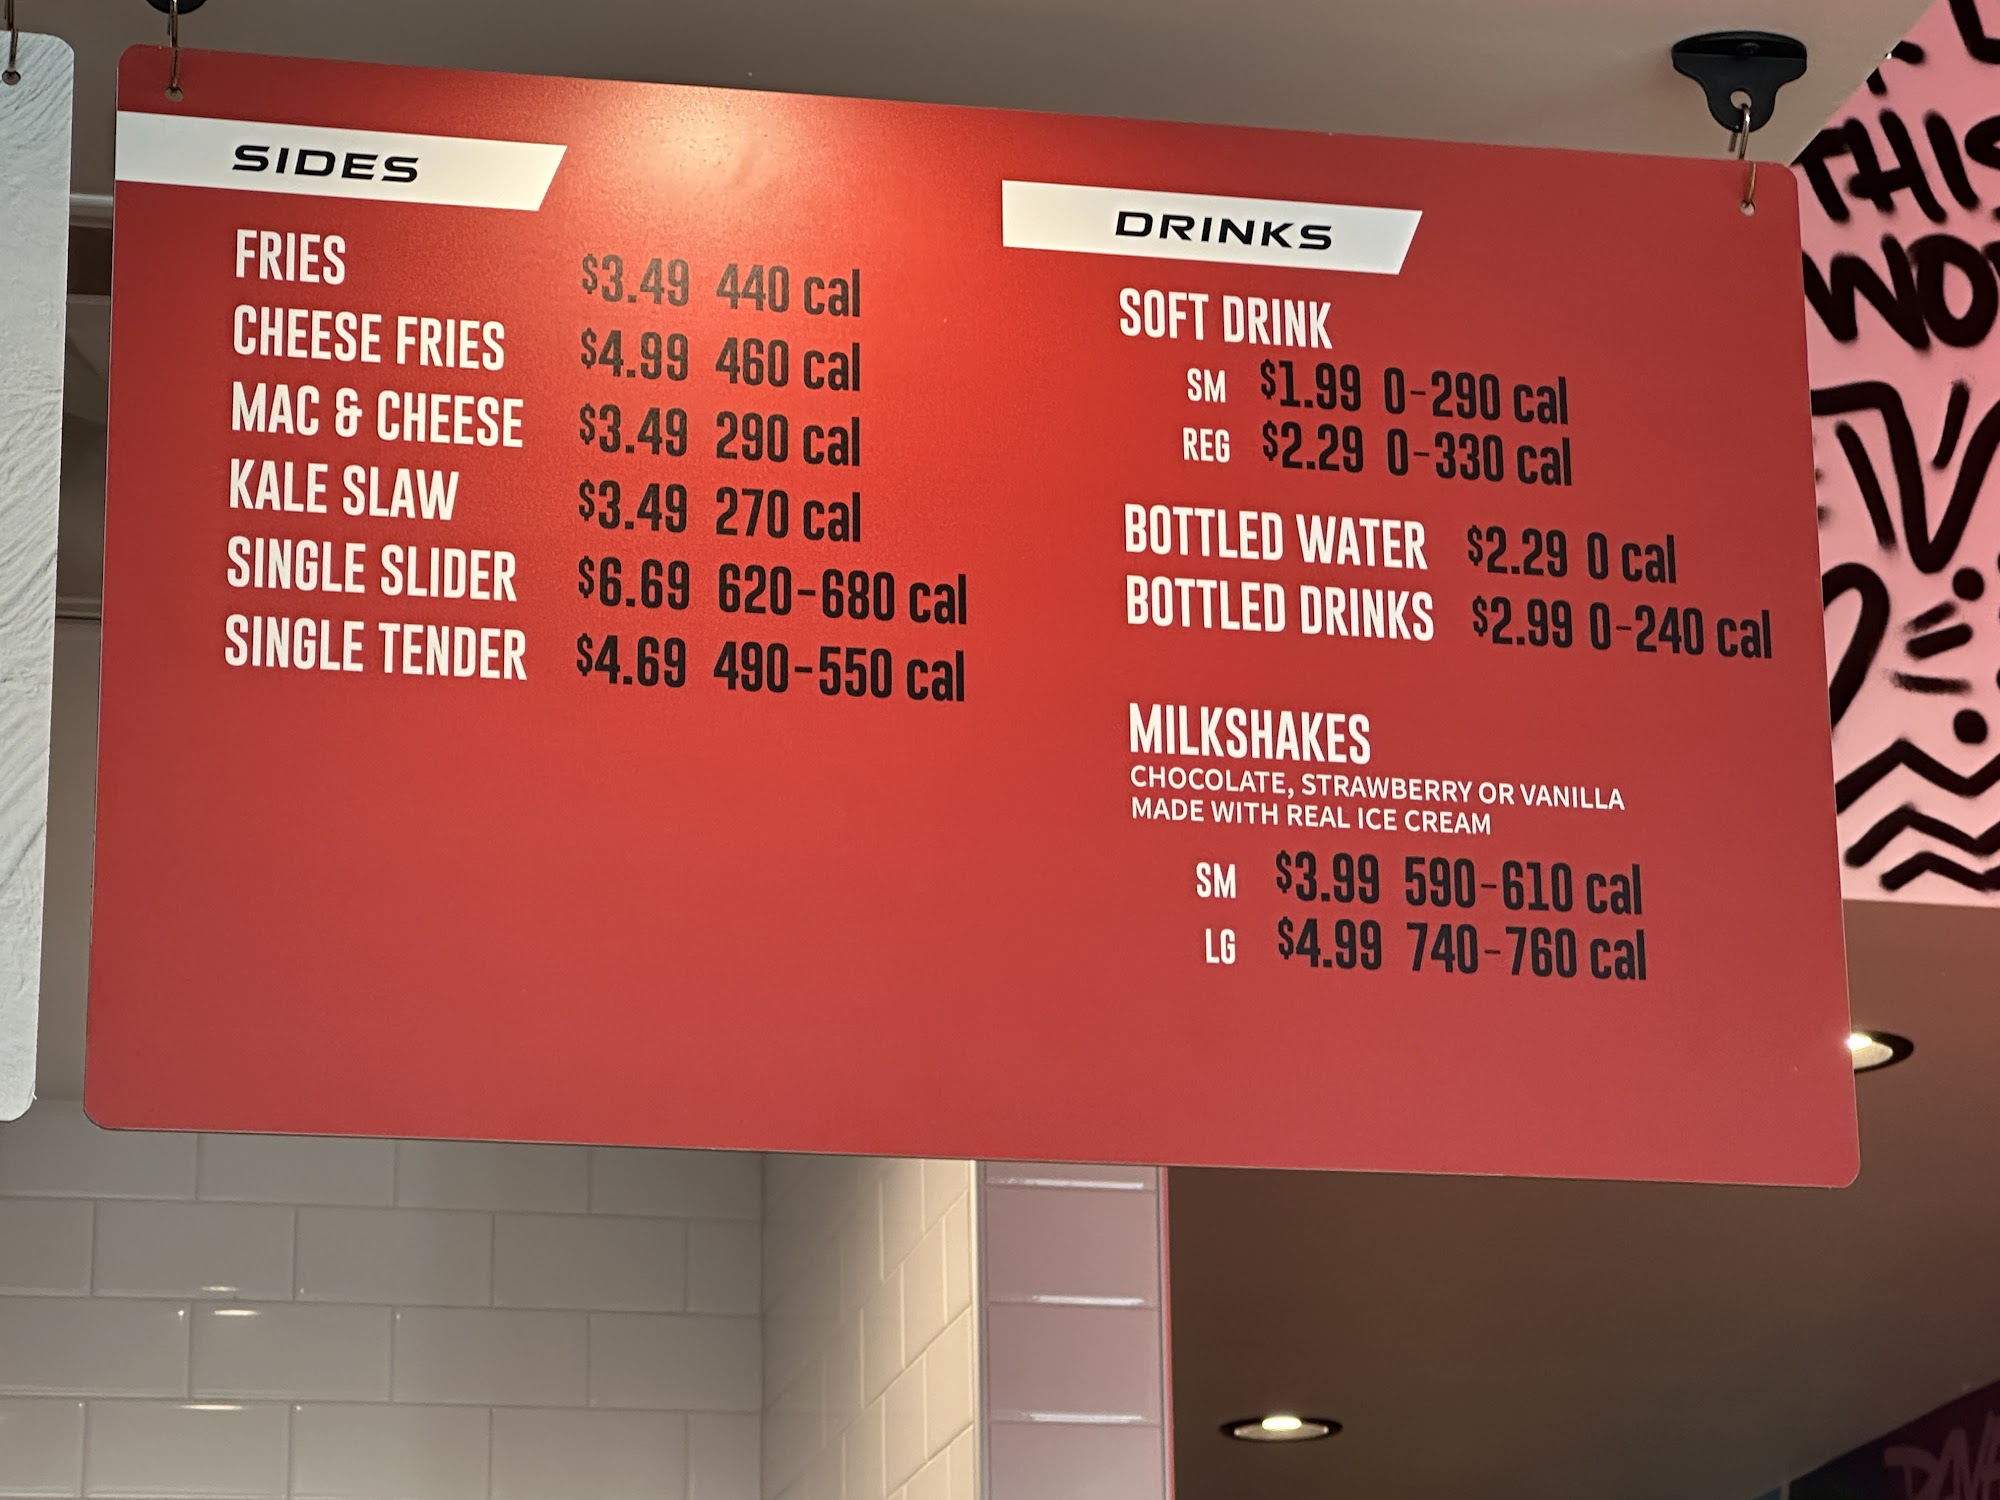 SIDES
FRIES $3.49 440 cal
CHEESE FRIES $4.99 460 cal
MAC & CHEESE $3.49 290 cal
KALE SLAW $3.49 270 cal
SINGLE SLIDER $6.69 620-680 cal
SINGLE TENDER $4.69 490-550 cal
DRINKS
SOFT DRINK
SM $1.99 0-290 cal
REG $2.29 0-330 cal
BOTTLED WATER $2.29 0 cal
BOTTLED DRINKS $2.99 0-240 cal
MILKSHAKES
CHOCOLATE, STRAWBERRY OR VANILLA
MADE WITH REAL ICE CREAM
SM $3.99 590-610 cal
LG $4.99 740-760 cal
THIS